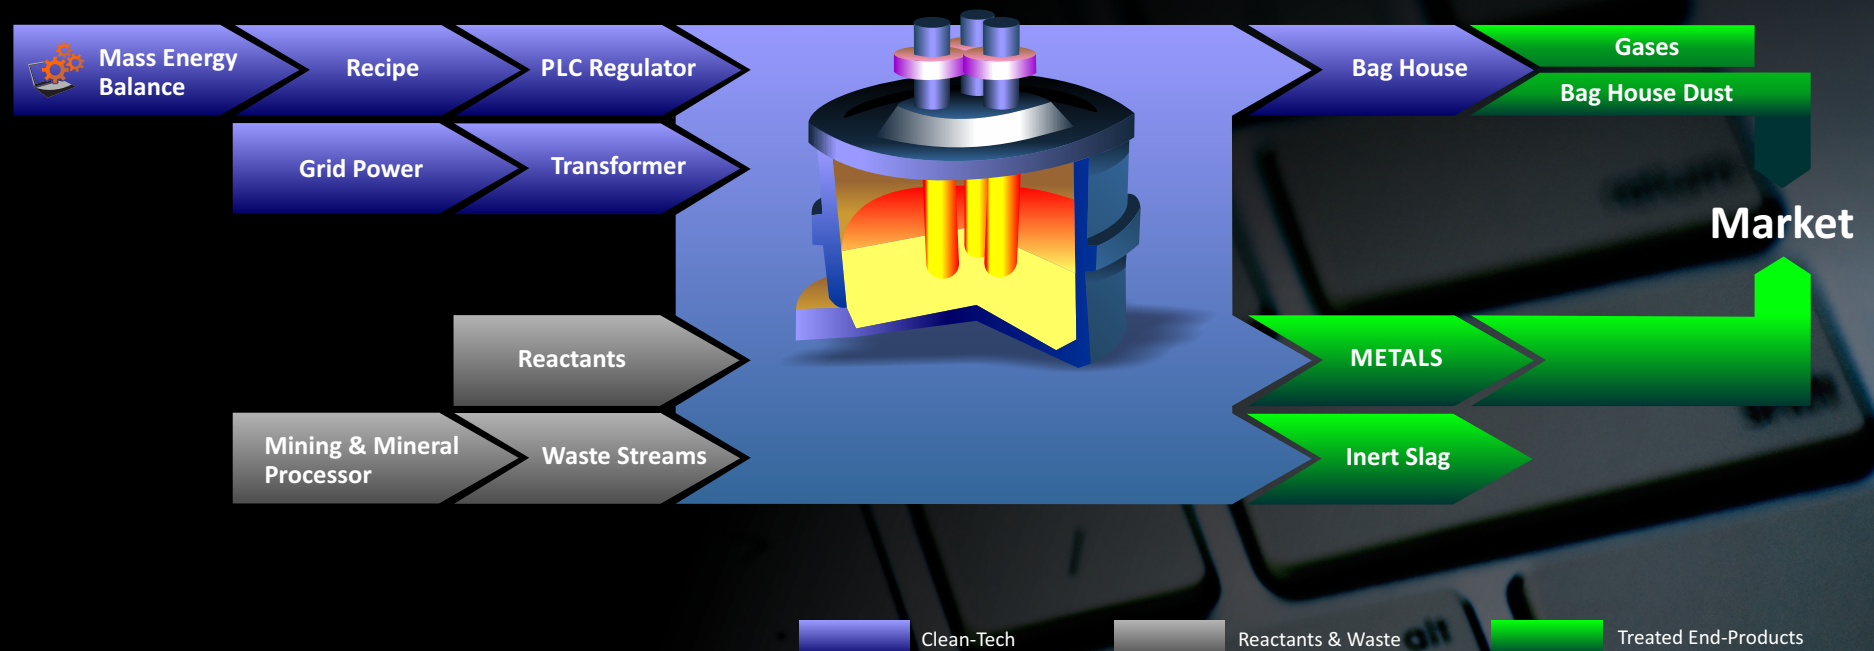 Mass Energy
Balance
Recipe
PLC Regulator
Bag House
Gases
Bag House Dust
Grid Power
Transformer
Market
Reactants
METALS
Mining & Mineral
Processor
Waste Streams
Inert Slag
alt
Clean-Tech
Reactants & Waste
Treated End-Products